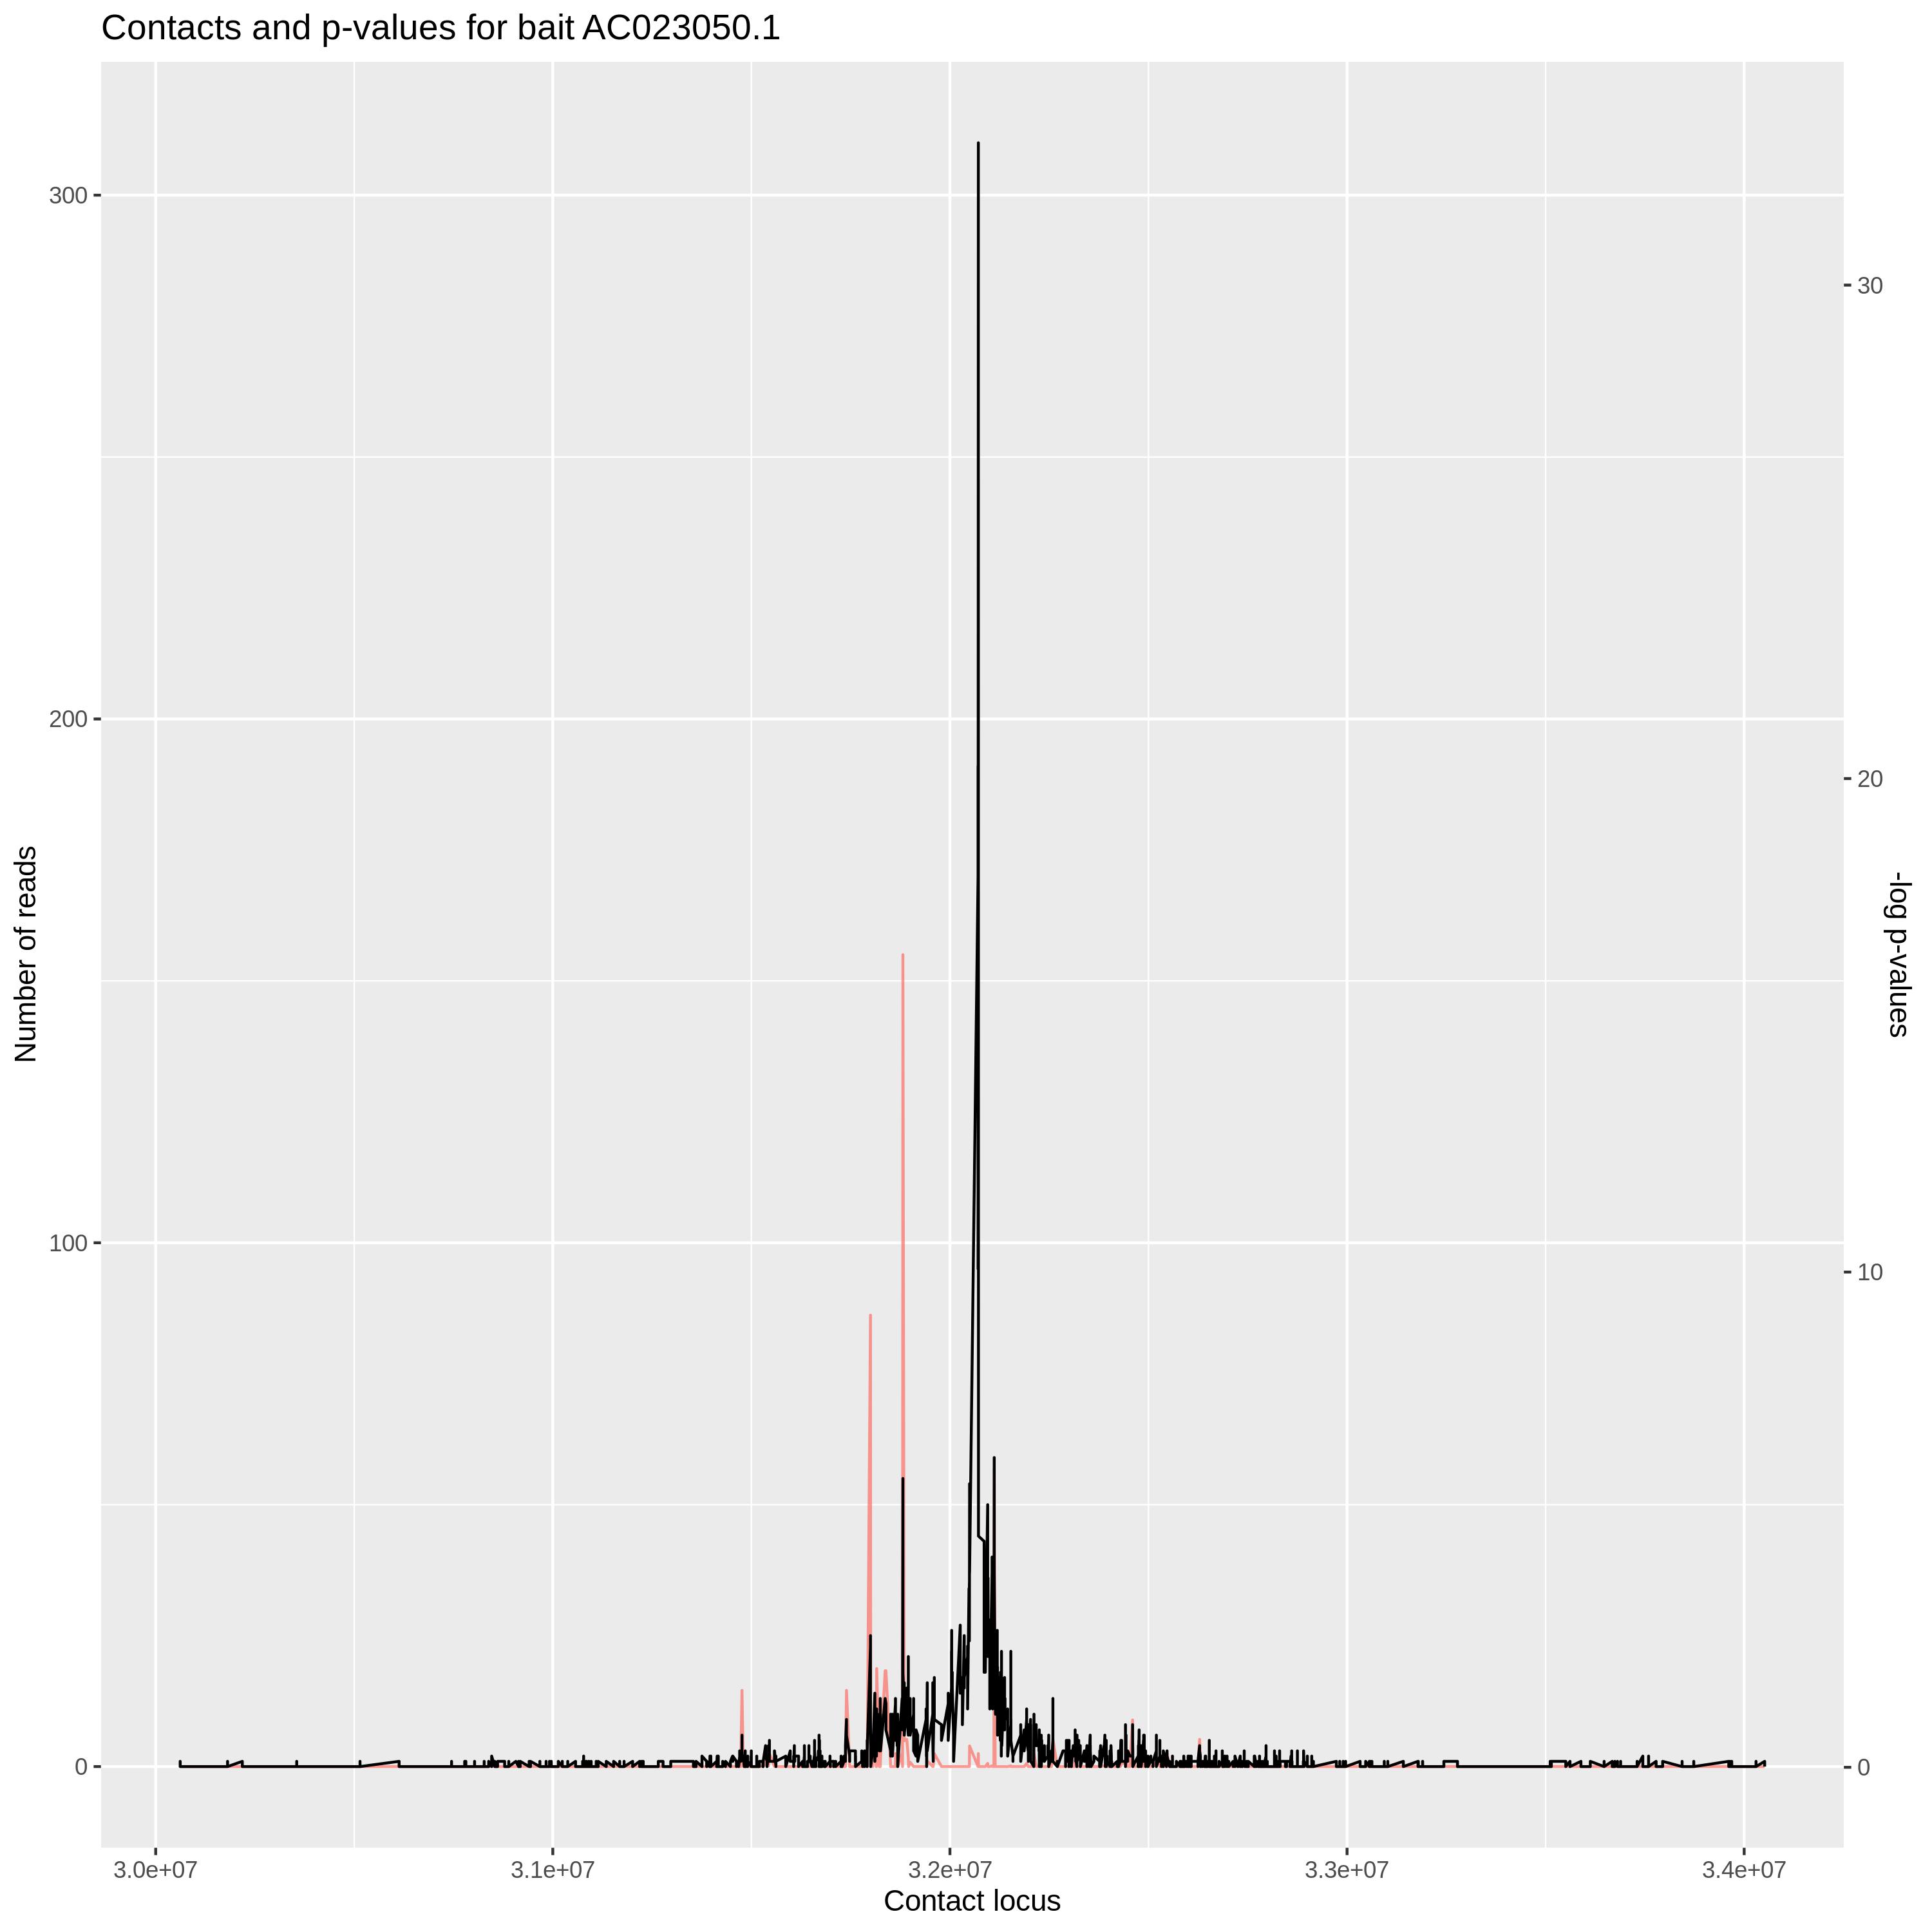 Contacts and p-values for bait AC023050.1
300
200
100
0
30
20
10
0
Number of reads
-log p-values
3.0e+07
3.1e+07
3.2e+07
3.3e+07
3.4e+07
Contact locus